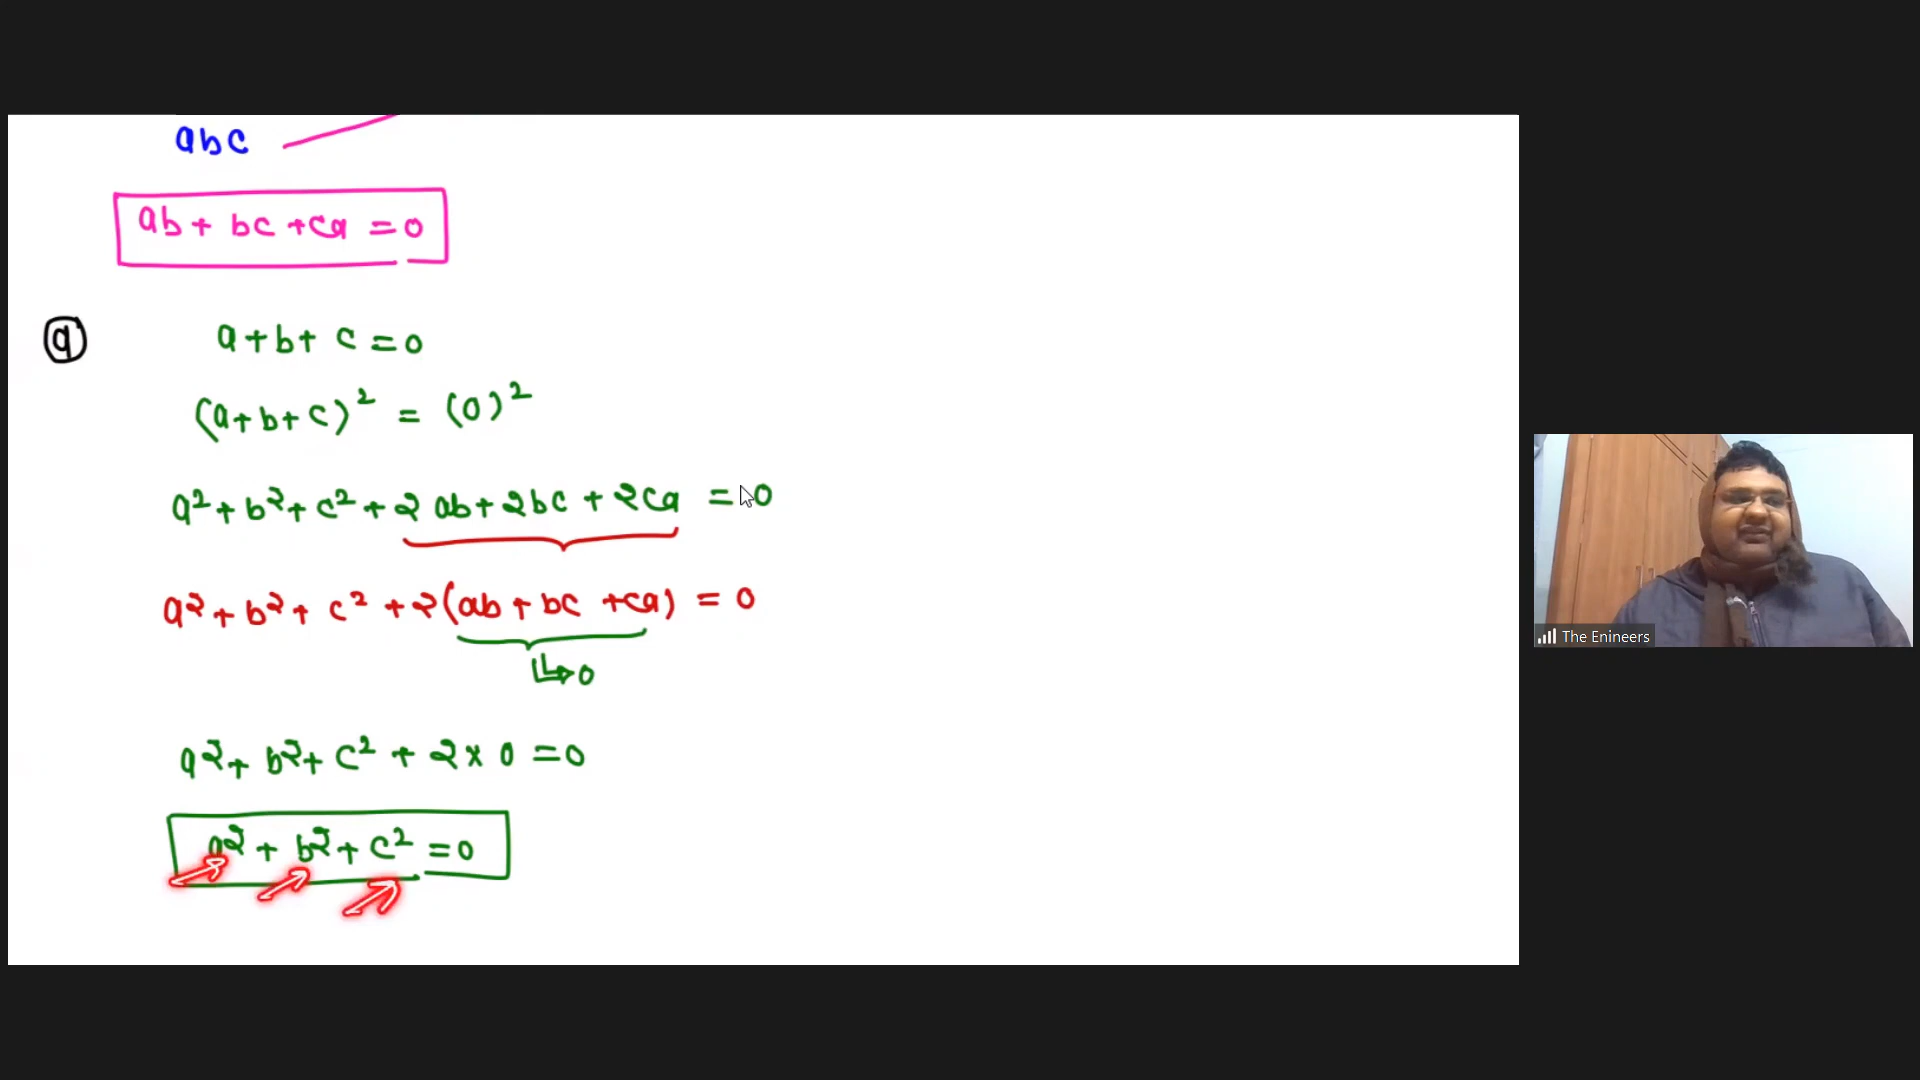 abc
ab + bc + ca = 0
a
a + b + c = 0
(a + b + c)² = (0)²
a² + b² + c² + 2ab + 2bc + 2ca = 0
a² + b² + c² + 2(ab + bc + ca) = 0
↳ 0
a² + b² + c² + 2 × 0 = 0
a² + b² + c² = 0
The Enineers